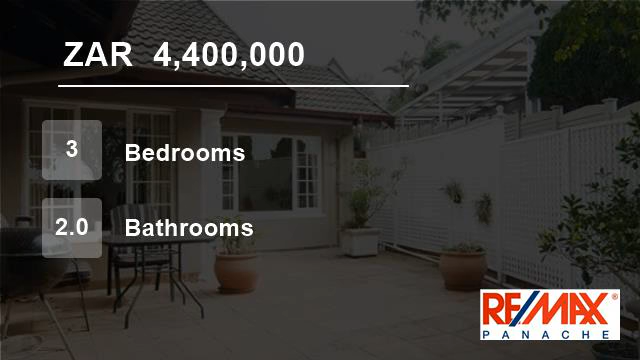 ZAR 4,400,000
3 Bedrooms
2.0 Bathrooms
RE/MAX®
PANACHE